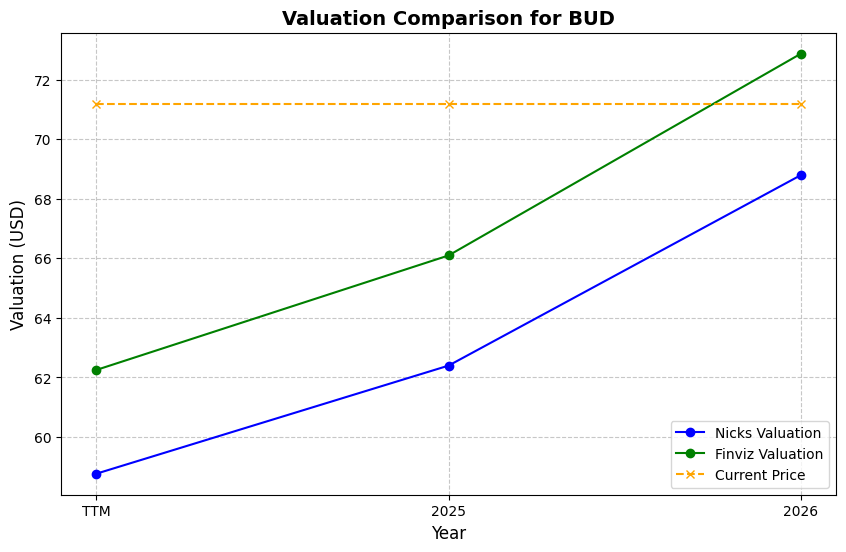 Valuation Comparison for BUD
Valuation (USD)
72
70
68
66
64
62
60
TTM
2025
2026
Year
Nicks Valuation
Finviz Valuation
Current Price